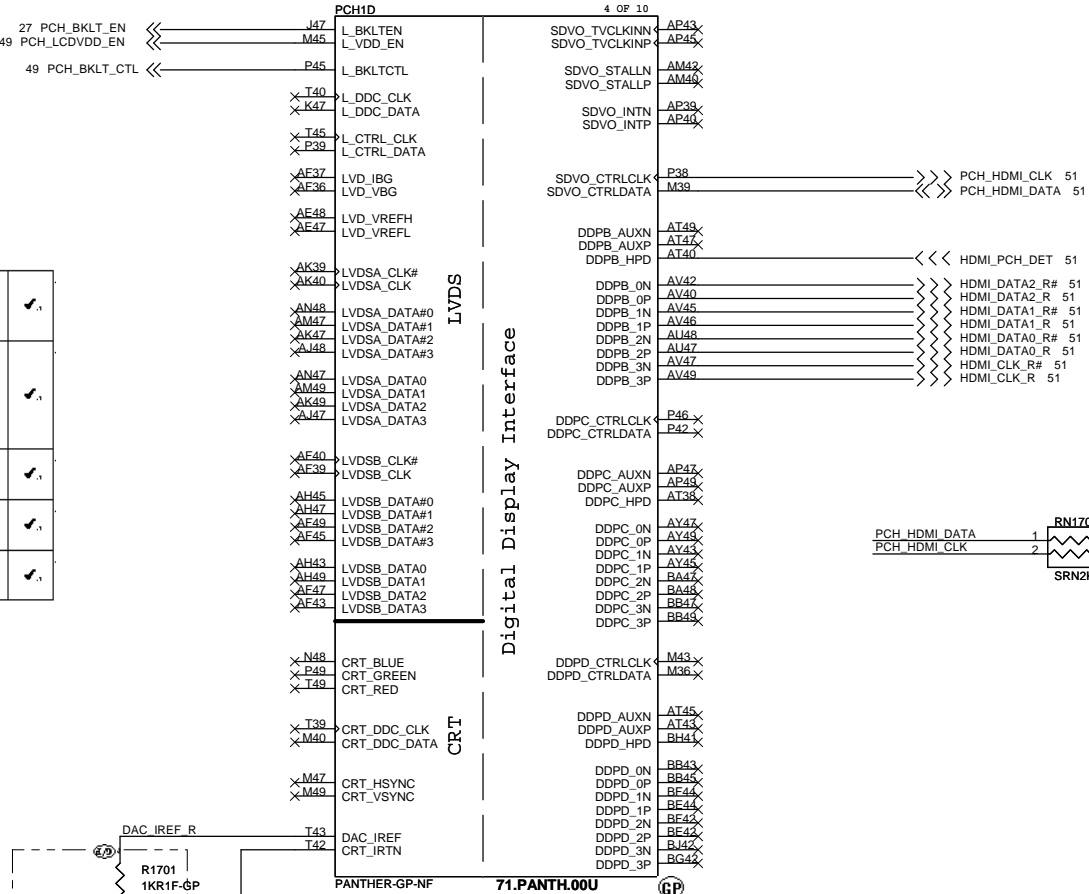 PCH1D
4 OF 10
27 PCH_BKLT_EN
49 PCH_LCDVDD_EN
49 PCH_BKLT_CTL
J47 L_BKLTEN
M45 L_VDD_EN
P45 L_BKLTCTL
T40 L_DDC_CLK
K47 L_DDC_DATA
T45 L_CTRL_CLK
P39 L_CTRL_DATA
AF37 LVD_IBG
AF36 LVD_VBG
AE48 LVD_VREFH
AE47 LVD_VREFL
AK39 LVDSA_CLK#
AK40 LVDSA_CLK
AN48 LVDSA_DATA#0
AM47 LVDSA_DATA#1
AK47 LVDSA_DATA#2
AJ48 LVDSA_DATA#3
AN47 LVDSA_DATA0
AM49 LVDSA_DATA1
AK49 LVDSA_DATA2
AJ47 LVDSA_DATA3
AF40 LVDSB_CLK#
AF39 LVDSB_CLK
AH45 LVDSB_DATA#0
AH47 LVDSB_DATA#1
AF49 LVDSB_DATA#2
AF45 LVDSB_DATA#3
AH43 LVDSB_DATA0
AH49 LVDSB_DATA1
AF47 LVDSB_DATA2
AF43 LVDSB_DATA3
N48 CRT_BLUE
P49 CRT_GREEN
T49 CRT_RED
T39 CRT_DDC_CLK
M40 CRT_DDC_DATA
M47 CRT_HSYNC
M49 CRT_VSYNC
DAC_IREF_R T43 DAC_IREF
T42 CRT_IRTN
R1701
1KR1F-GP
LVDS
CRT
Digital Display Interface
SDVO_TVCLKINN AP43
SDVO_TVCLKINP AP45
SDVO_STALLN AM42
SDVO_STALLP AM40
SDVO_INTN AP39
SDVO_INTP AP40
SDVO_CTRLCLK P38 PCH_HDMI_CLK 51
SDVO_CTRLDATA M39 PCH_HDMI_DATA 51
DDPB_AUXN AT49
DDPB_AUXP AT47
DDPB_HPD AT40 HDMI_PCH_DET 51
DDPB_0N AV42 HDMI_DATA2_R# 51
DDPB_0P AV40 HDMI_DATA2_R 51
DDPB_1N AV45 HDMI_DATA1_R# 51
DDPB_1P AV46 HDMI_DATA1_R 51
DDPB_2N AU48 HDMI_DATA0_R# 51
DDPB_2P AU47 HDMI_DATA0_R 51
DDPB_3N AV47 HDMI_CLK_R# 51
DDPB_3P AV49 HDMI_CLK_R 51
DDPC_CTRLCLK P46
DDPC_CTRLDATA P42
DDPC_AUXN AP47
DDPC_AUXP AP49
DDPC_HPD AT38
DDPC_0N AY47
DDPC_0P AY49
DDPC_1N AY43
DDPC_1P AY45
DDPC_2N BA47
DDPC_2P BA48
DDPC_3N BB47
DDPC_3P BB49
DDPD_CTRLCLK M43
DDPD_CTRLDATA M36
DDPD_AUXN AT45
DDPD_AUXP AT43
DDPD_HPD BH41
DDPD_0N BB43
DDPD_0P BB45
DDPD_1N BF44
DDPD_1P BE44
DDPD_2N BF42
DDPD_2P BE42
DDPD_3N BJ42
DDPD_3P BG42
PCH_HDMI_DATA 1
PCH_HDMI_CLK 2
RN170
PANTHER-GP-NF
71.PANTH.00U
GP